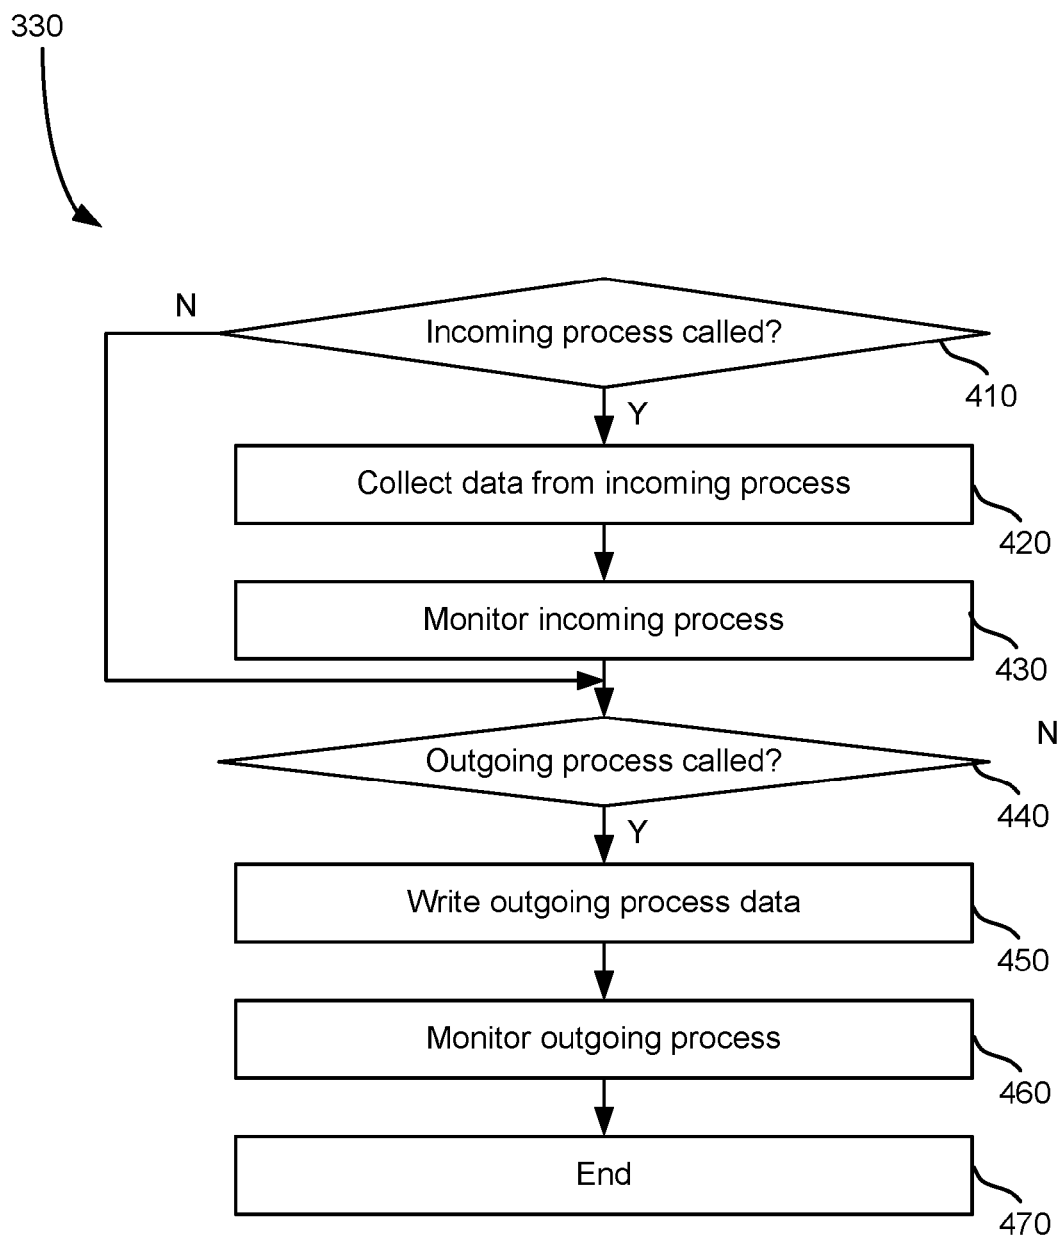 330
N
Incoming process called?
410
Y
Collect data from incoming process
420
Monitor incoming process
430
N
Outgoing process called?
440
Y
Write outgoing process data
450
Monitor outgoing process
460
End
470